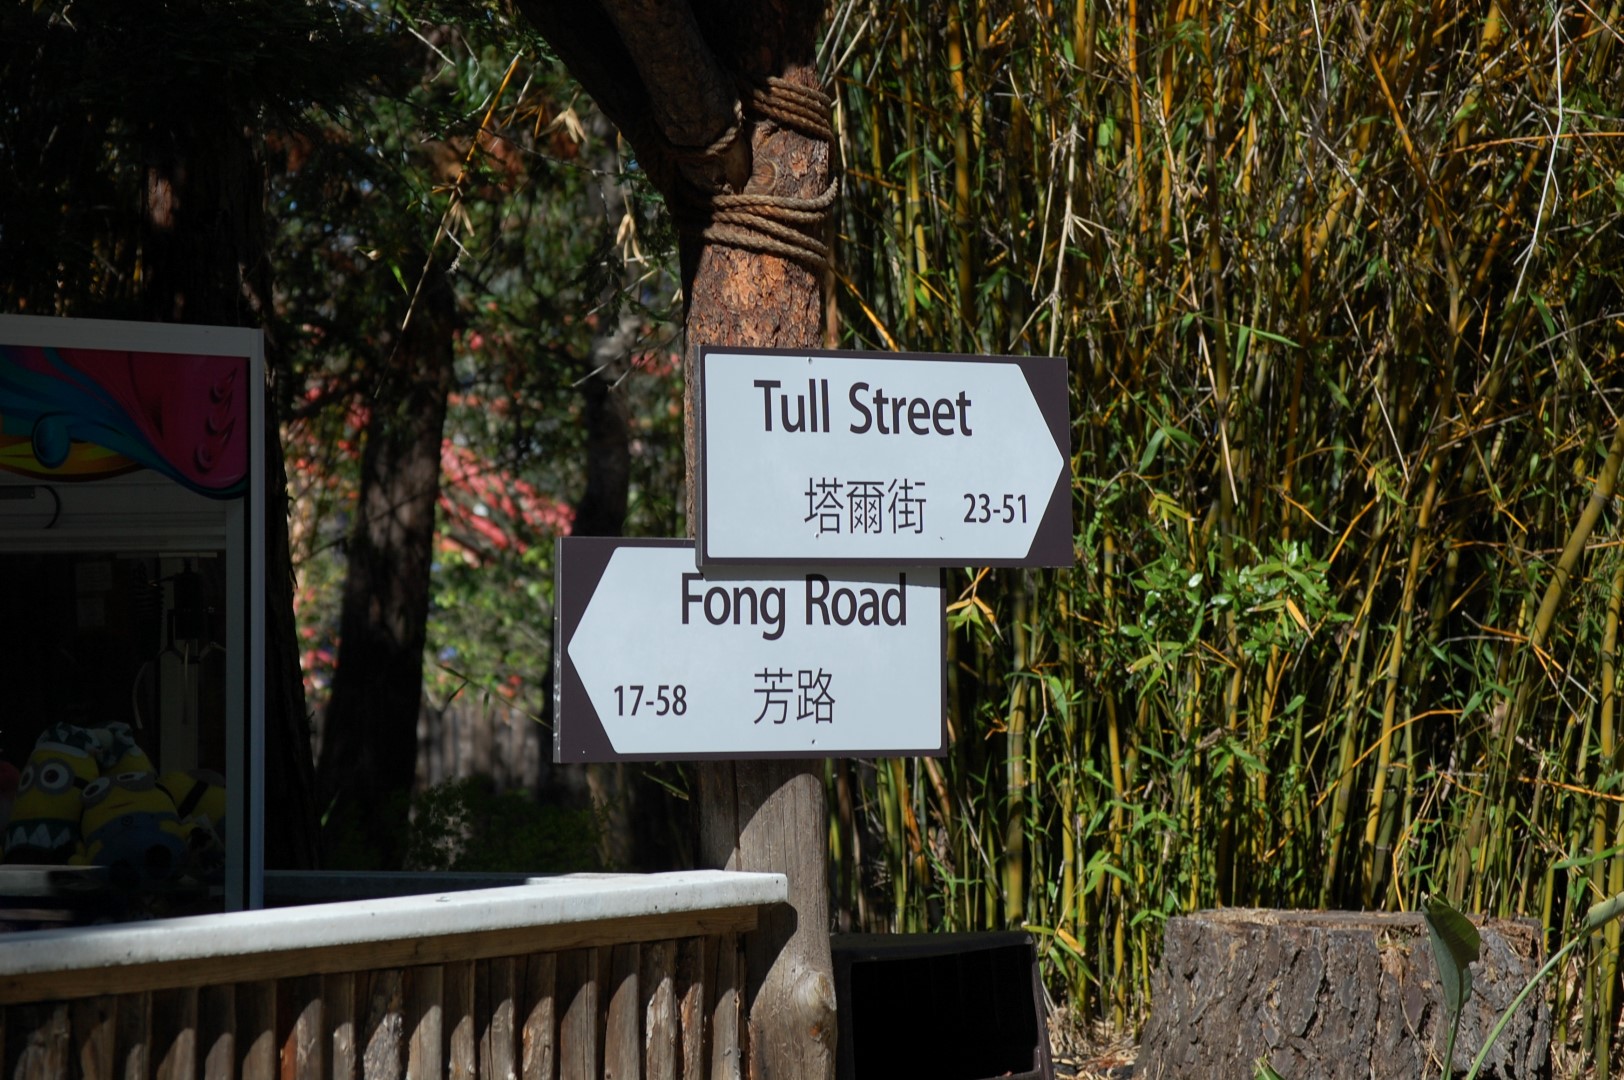 Tull Street
塔爾街 23-51
Fong Road
17-58 芳路